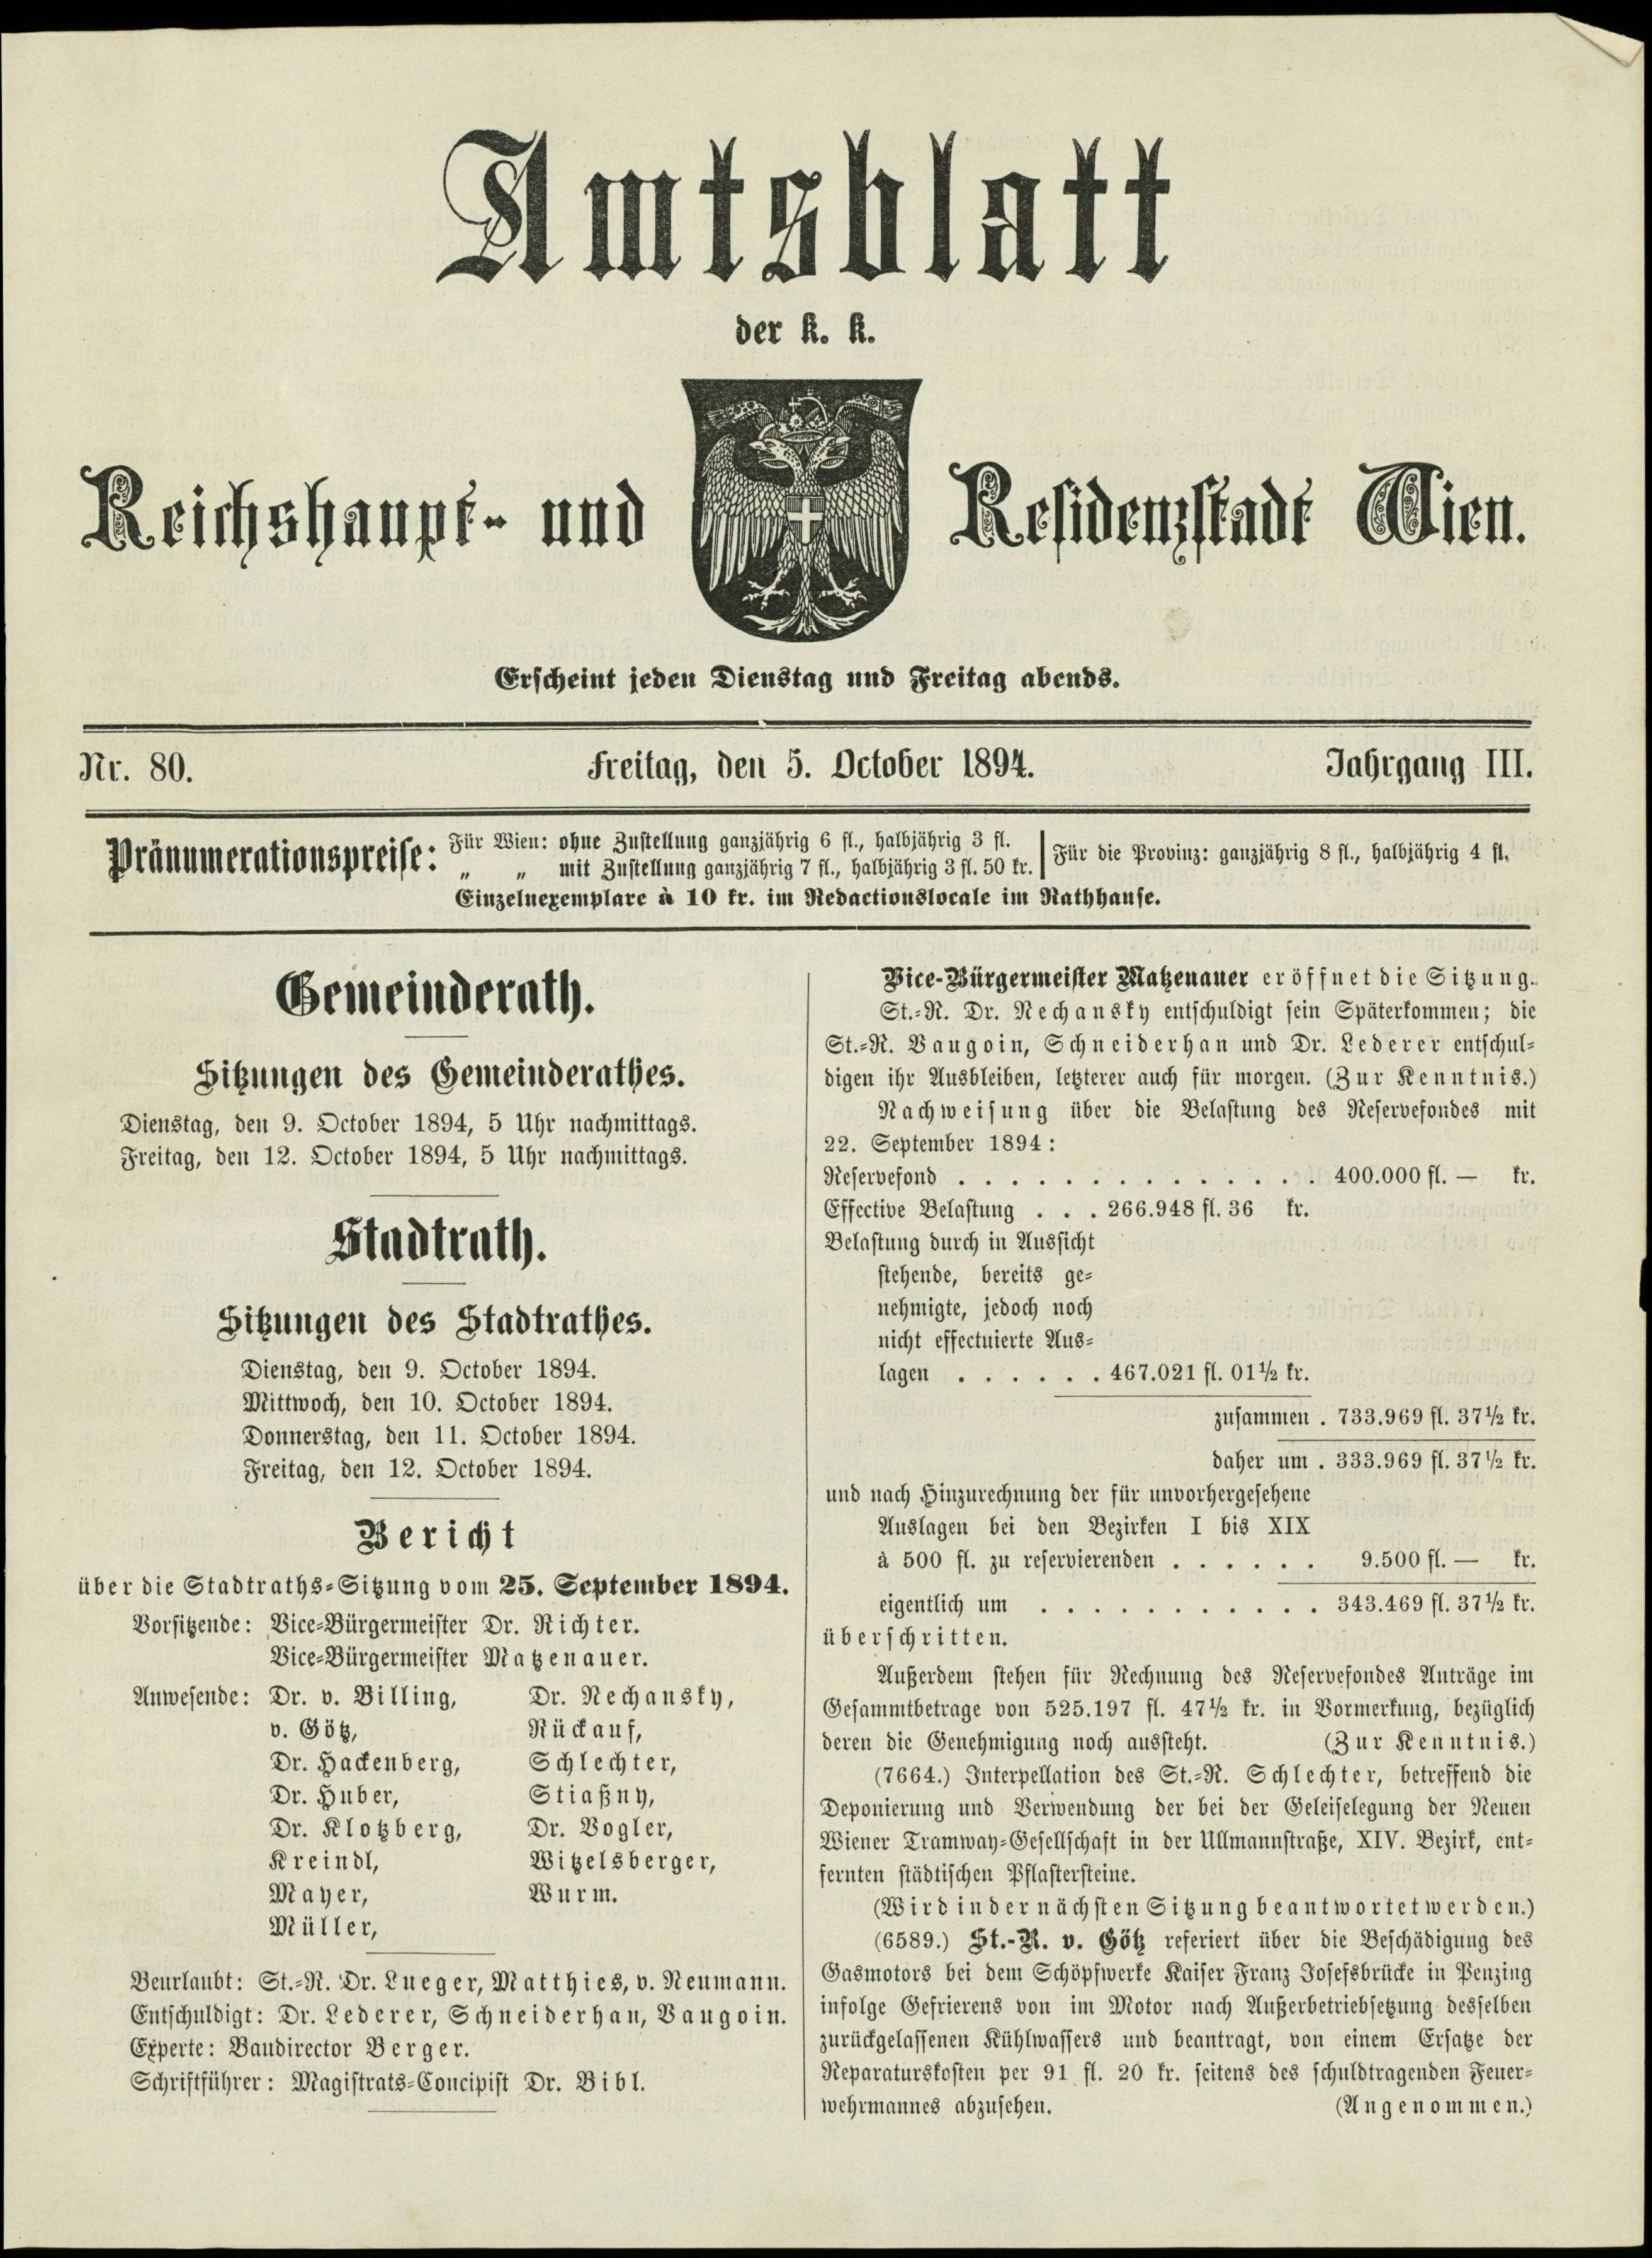 Amtsblatt
der k. k.
Reichshaupt- und Residenzstadt Wien.
Erscheint jeden Dienstag und Freitag abends.
Nr. 80. Freitag, den 5. October 1894. Jahrgang III.
Pränumerationspreise: Für Wien: ohne Zustellung ganzjährig 6 fl., halbjährig 3 fl.
„ „ mit Zustellung ganzjährig 7 fl., halbjährig 3 fl. 50 kr.
Für die Provinz: ganzjährig 8 fl., halbjährig 4 fl.
Einzelnexemplare à 10 kr. im Redactionslocale im Rathhause.
Gemeinderath.
Sitzungen des Gemeinderathes.
Dienstag, den 9. October 1894, 5 Uhr nachmittags.
Freitag, den 12. October 1894, 5 Uhr nachmittags.
Stadtrath.
Sitzungen des Stadtrathes.
Dienstag, den 9. October 1894.
Mittwoch, den 10. October 1894.
Donnerstag, den 11. October 1894.
Freitag, den 12. October 1894.
Bericht
über die Stadtraths-Sitzung vom 25. September 1894.
Vorsitzende: Vice-Bürgermeister Dr. Richter.
Vice-Bürgermeister Matzenauer.
Anwesende: Dr. v. Billing, Dr. Nechansky,
v. Götz, Rückauf,
Dr. Hackenberg, Schlechter,
Dr. Huber, Stiaßny,
Dr. Klotzberg, Dr. Vogler,
Kreindl, Witzelsberger,
Mayer, Wurm.
Müller,
Beurlaubt: St.-R. Dr. Lueger, Matthies, v. Neumann.
Entschuldigt: Dr. Lederer, Schneiderhan, Vaugoin.
Experte: Baudirector Berger.
Schriftführer: Magistrats-Concipist Dr. Bibl.
Vice-Bürgermeister Matzenauer eröffnet die Sitzung.
St.-R. Dr. Nechansky entschuldigt sein Späterkommen; die
St.-R. Vaugoin, Schneiderhan und Dr. Lederer entschul-
digen ihr Ausbleiben, letzterer auch für morgen. (Zur Kenntnis.)
Nachweisung über die Belastung des Reservefondes mit
22. September 1894:
Reservefond . . . . . . . . . . . . . . 400.000 fl. — kr.
Effective Belastung . . . 266.948 fl. 36 kr.
Belastung durch in Aussicht
stehende, bereits ge-
nehmigte, jedoch noch
nicht effectuierte Aus-
lagen . . . . . . 467.021 fl. 01½ kr.
zusammen . 733.969 fl. 37½ kr.
daher um . 333.969 fl. 37½ kr.
und nach Hinzurechnung der für unvorhergesehene
Auslagen bei den Bezirken I bis XIX
à 500 fl. zu reservierenden . . . . . . 9.500 fl. — kr.
eigentlich um . . . . . . . . . . . 343.469 fl. 37½ kr.
überschritten.
Außerdem stehen für Rechnung des Reservefondes Anträge im
Gesammtbetrage von 525.197 fl. 47½ kr. in Vormerkung, bezüglich
deren die Genehmigung noch aussteht. (Zur Kenntnis.)
(7664.) Interpellation des St.-R. Schlechter, betreffend die
Deponierung und Verwendung der bei der Geleiselegung der Neuen
Wiener Tramway-Gesellschaft in der Ullmannstraße, XIV. Bezirk, ent-
fernten städtischen Pflastersteine.
(Wird in der nächsten Sitzung beantwortet werden.)
(6589.) St.-R. v. Götz referiert über die Beschädigung des
Gasmotors bei dem Schöpfwerke Kaiser Franz Josefsbrücke in Penzing
infolge Gefrierens von im Motor nach Außerbetriebsetzung desselben
zurückgelassenen Kühlwassers und beantragt, von einem Ersatze der
Reparaturskosten per 91 fl. 20 kr. seitens des schuldtragenden Feuer-
wehrmannes abzusehen. (Angenommen.)